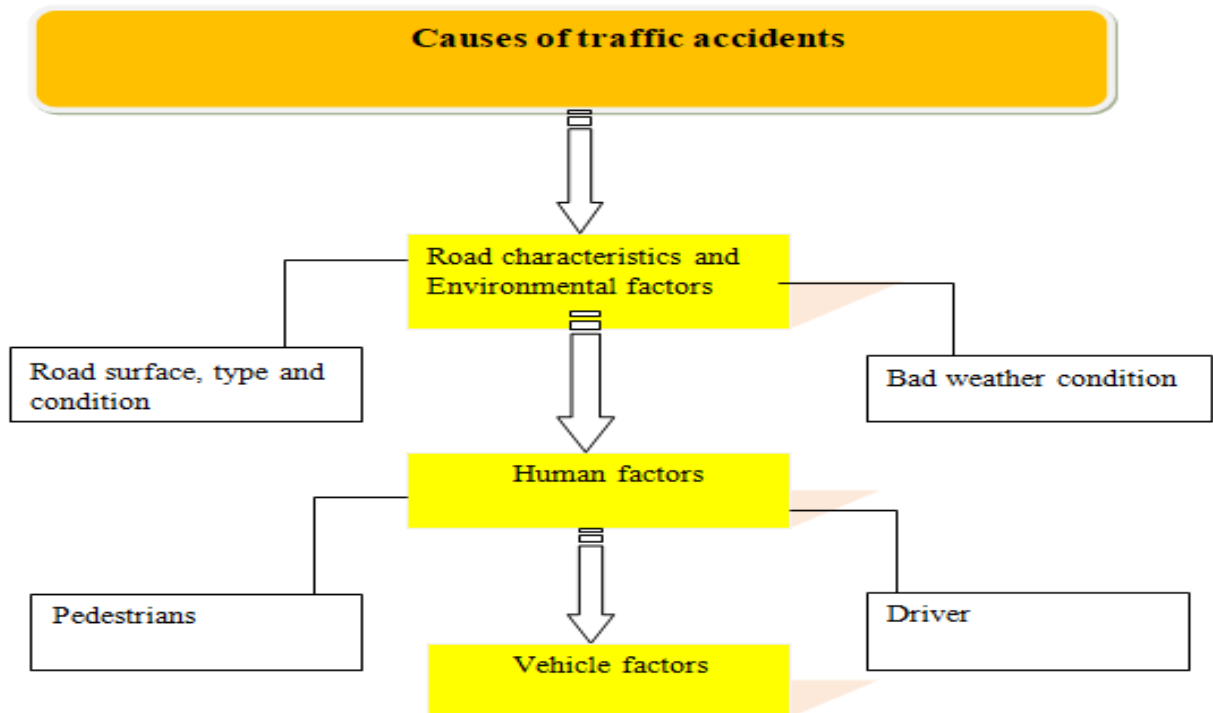 Causes of traffic accidents
Road characteristics and
Environmental factors
Road surface, type and
condition
Bad weather condition
Human factors
Pedestrians
Driver
Vehicle factors